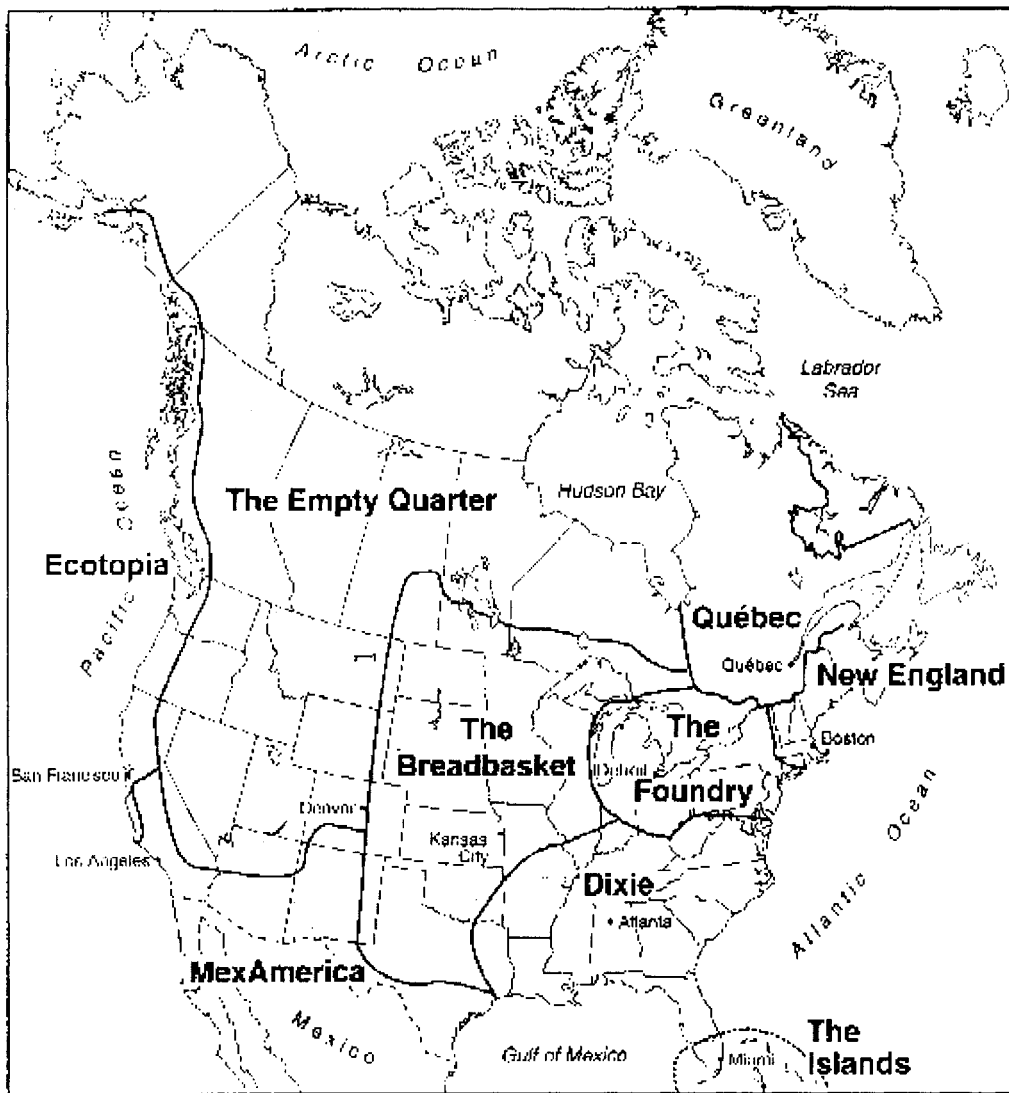 Arctic Ocean
Greenland
Labrador
Sea
Pacific Ocean
The Empty Quarter
Hudson Bay
Ecotopia
Québec
Québec
New England
The
Breadbasket
The
Foundry
Detroit
Boston
San Francisco
Denver
Kansas
City
Los Angeles
Dixie
Atlanta
Atlantic Ocean
MexAmerica
Mexico
Gulf of Mexico
The
Islands
Miami